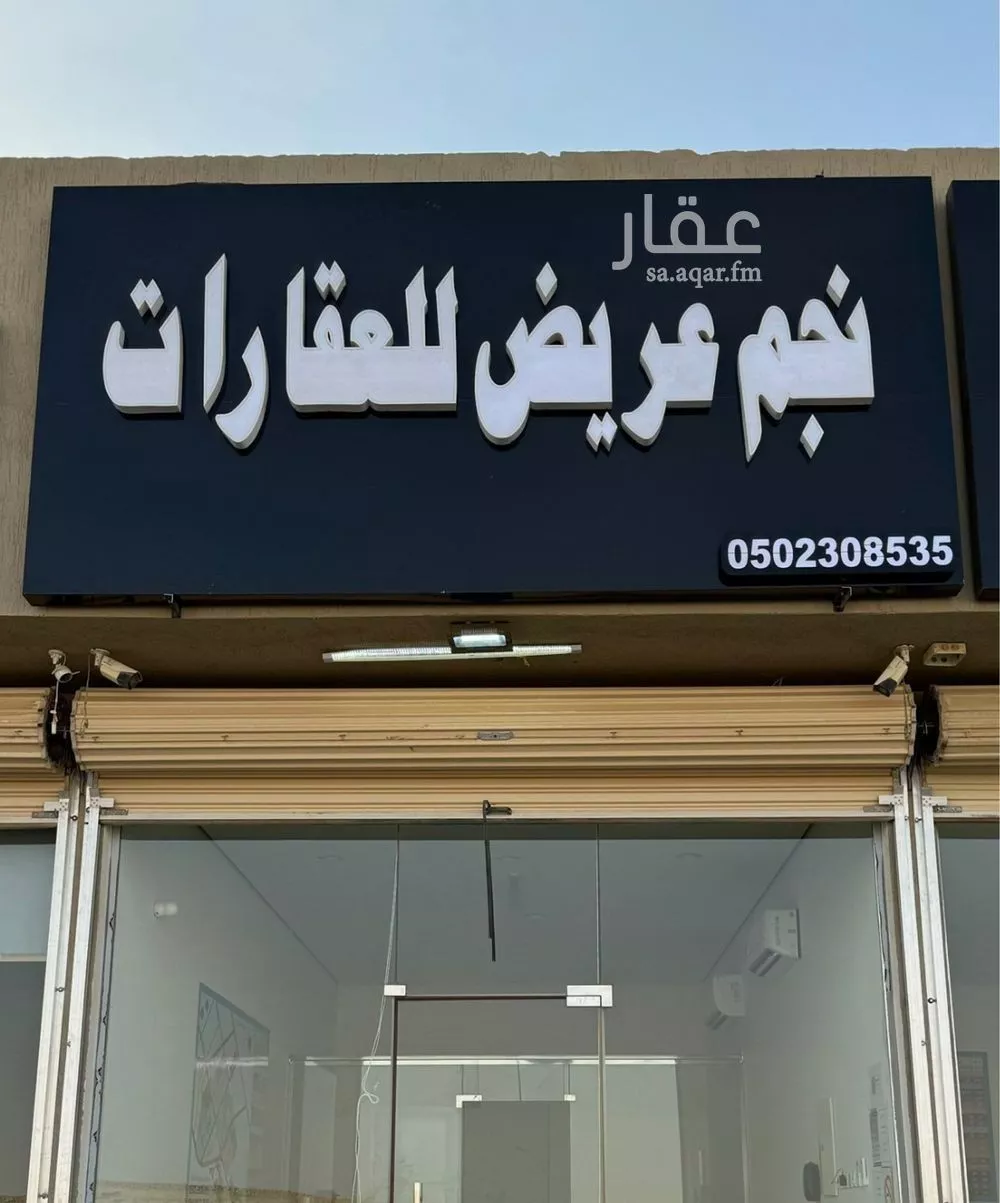 عقار
sa.aqar.fm
نجم عريض للعقارات
0502308535